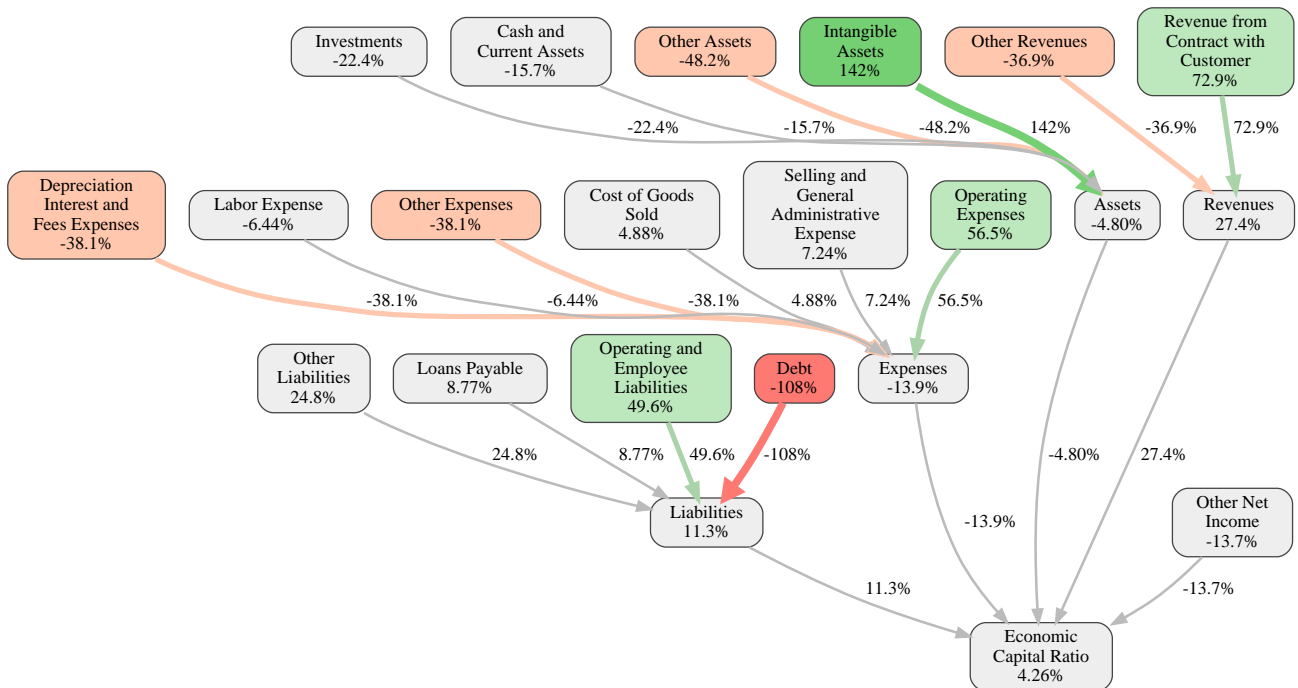 Investments
-22.4%
Cash and
Current Assets
-15.7%
Other Assets
-48.2%
Intangible
Assets
142%
Other Revenues
-36.9%
Revenue from
Contract with
Customer
72.9%
-22.4%
-15.7%
-48.2%
142%
-36.9%
72.9%
Depreciation
Interest and
Fees Expenses
-38.1%
Labor Expense
-6.44%
Other Expenses
-38.1%
Cost of Goods
Sold
4.88%
Selling and
General
Administrative
Expense
7.24%
Operating
Expenses
56.5%
Assets
-4.80%
Revenues
27.4%
-38.1%
-6.44%
-38.1%
4.88%
7.24%
56.5%
Other
Liabilities
24.8%
Loans Payable
8.77%
Operating and
Employee
Liabilities
49.6%
Debt
-108%
Expenses
-13.9%
24.8%
8.77%
49.6%
-108%
-4.80%
27.4%
Liabilities
11.3%
-13.9%
Other Net
Income
-13.7%
11.3%
-13.7%
Economic
Capital Ratio
4.26%